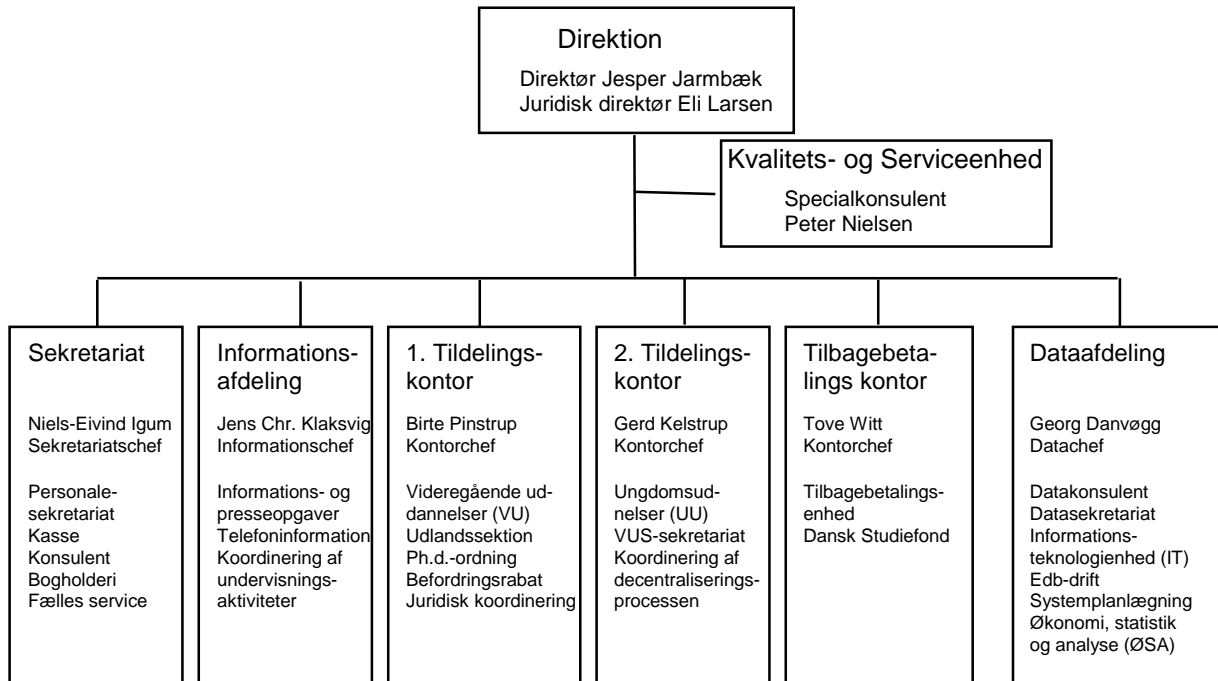 Direktion
Direktør Jesper Jarmbæk
Juridisk direktør Eli Larsen
Kvalitets- og Serviceenhed
Specialkonsulent
Peter Nielsen
Sekretariat
Niels-Eivind Igum
Sekretariatschef
Personale-
sekretariat
Kasse
Konsulent
Bogholderi
Fælles service
Informations-
afdeling
Jens Chr. Klaksvig
Informationschef
Informations- og
presseopgaver
Telefoninformation
Koordinering af
undervisnings-
aktiviteter
1. Tildelings-
kontor
Birte Pinstrup
Kontorchef
Videregående ud-
dannelser (VU)
Udlandssektion
Ph.d.-ordning
Befordringsrabat
Juridisk koordinering
2. Tildelings-
kontor
Gerd Kelstrup
Kontorchef
Ungdomsud-
dnelser (UU)
VUS-sekretariat
Koordinering af
decentraliserings-
processen
Tilbagebeta-
lings kontor
Tove Witt
Kontorchef
Tilbagebetalings-
enhed
Dansk Studiefond
Dataafdeling
Georg Danvøgg
Datachef
Datakonsulent
Datasekretariat
Informations-
teknologienhed (IT)
Edb-drift
Systemplanlægning
Økonomi, statistik
og analyse (ØSA)